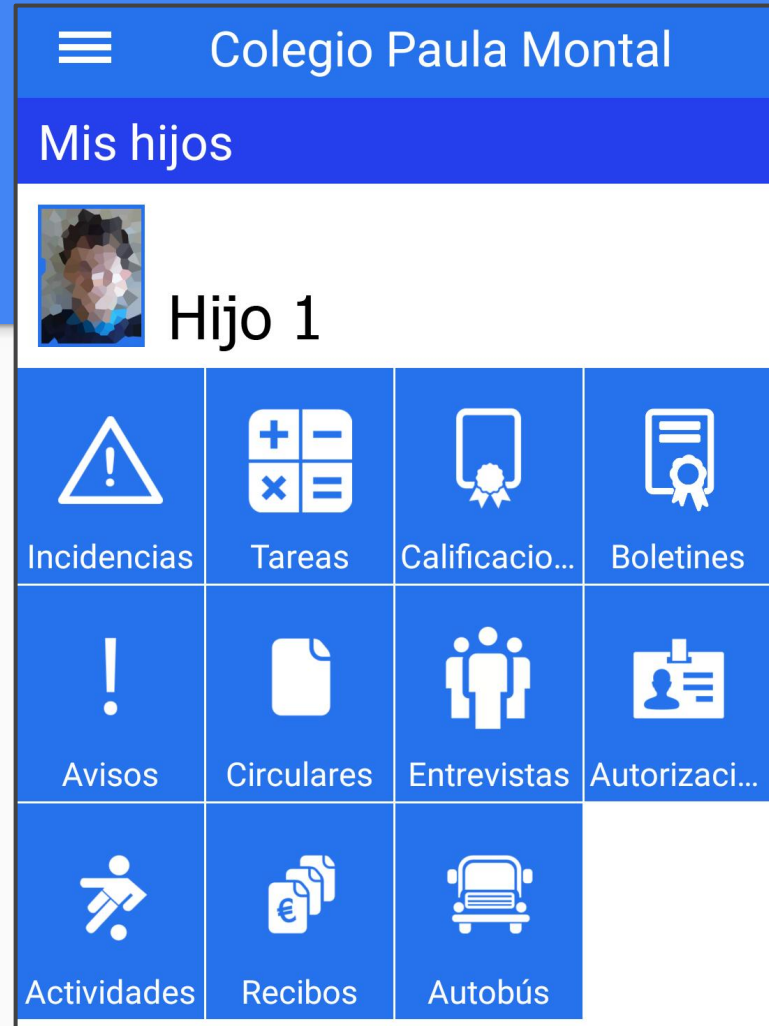 Colegio Paula Montal
Mis hijos
Hijo 1
Incidencias Tareas Calificacio... Boletines
Avisos Circulares Entrevistas Autorizaci...
€
Actividades Recibos Autobús